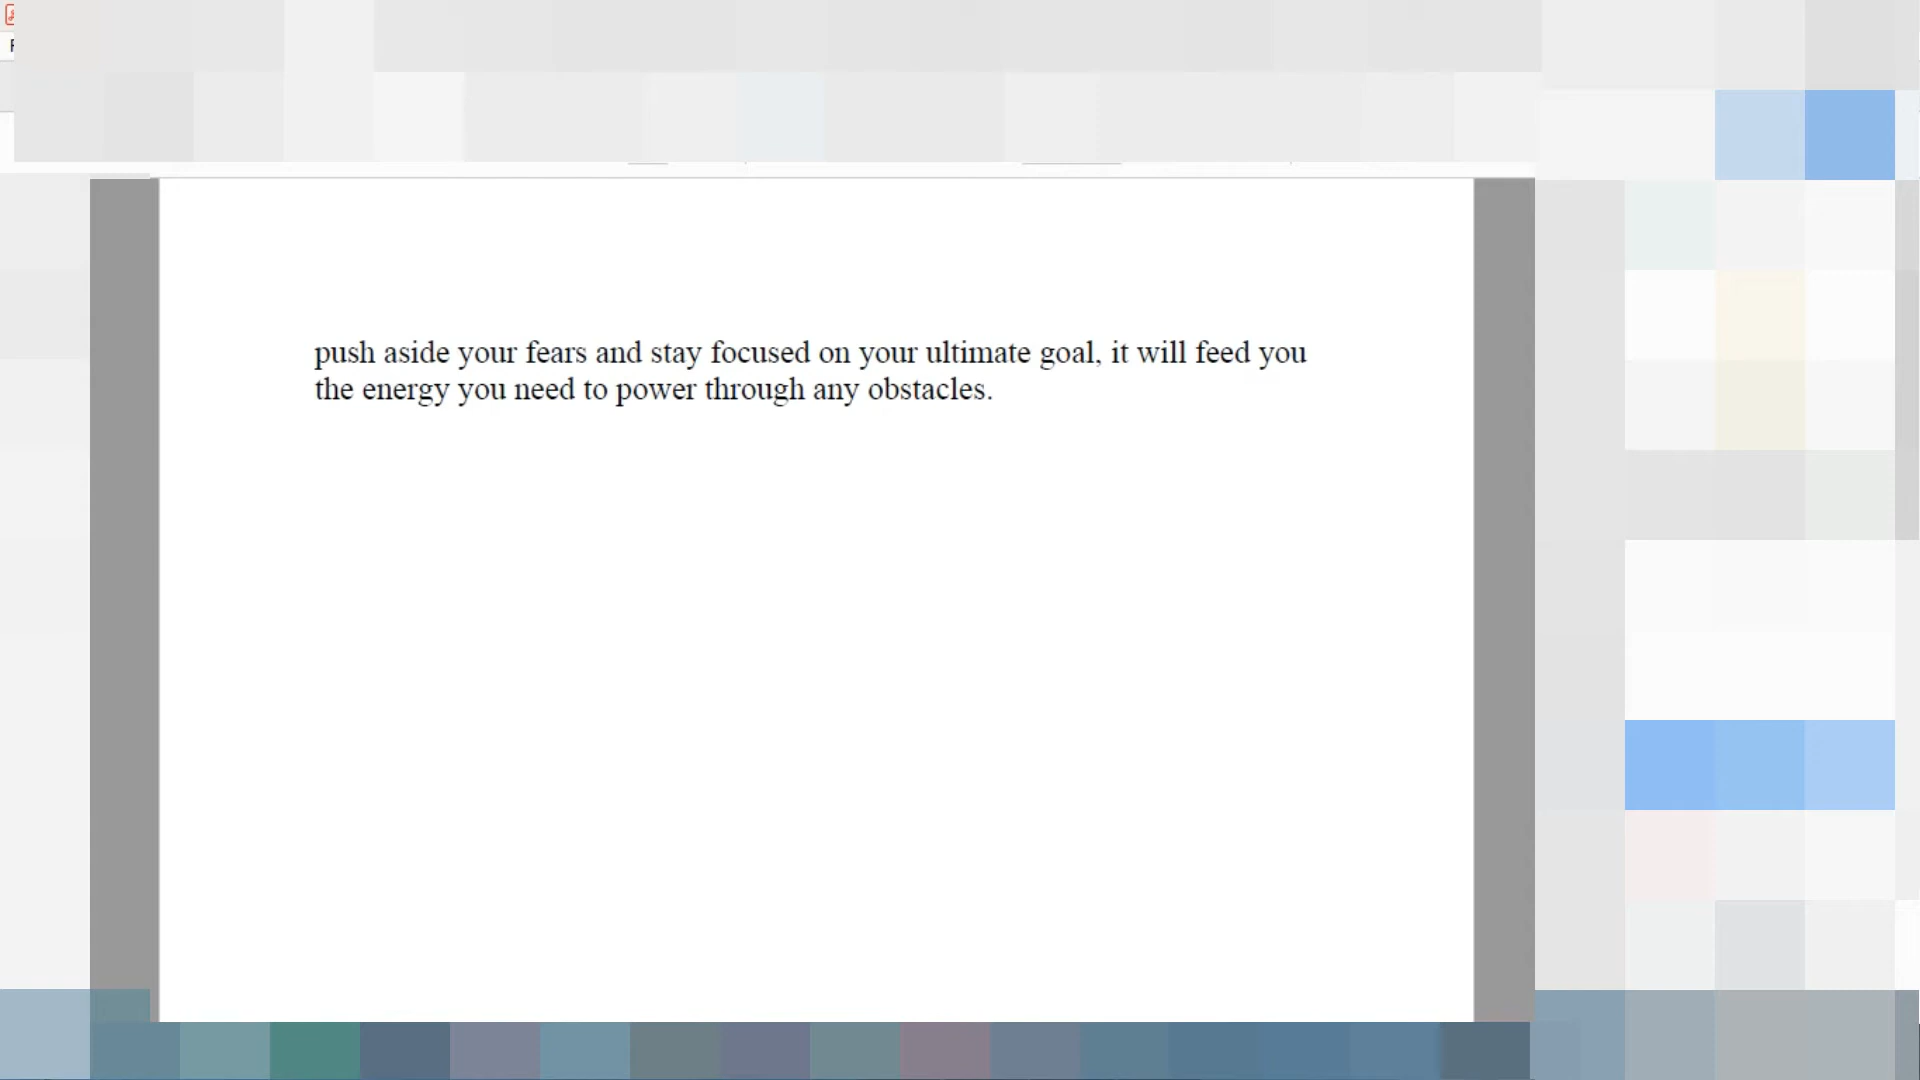 push aside your fears and stay focused on your ultimate goal, it will feed you
the energy you need to power through any obstacles.